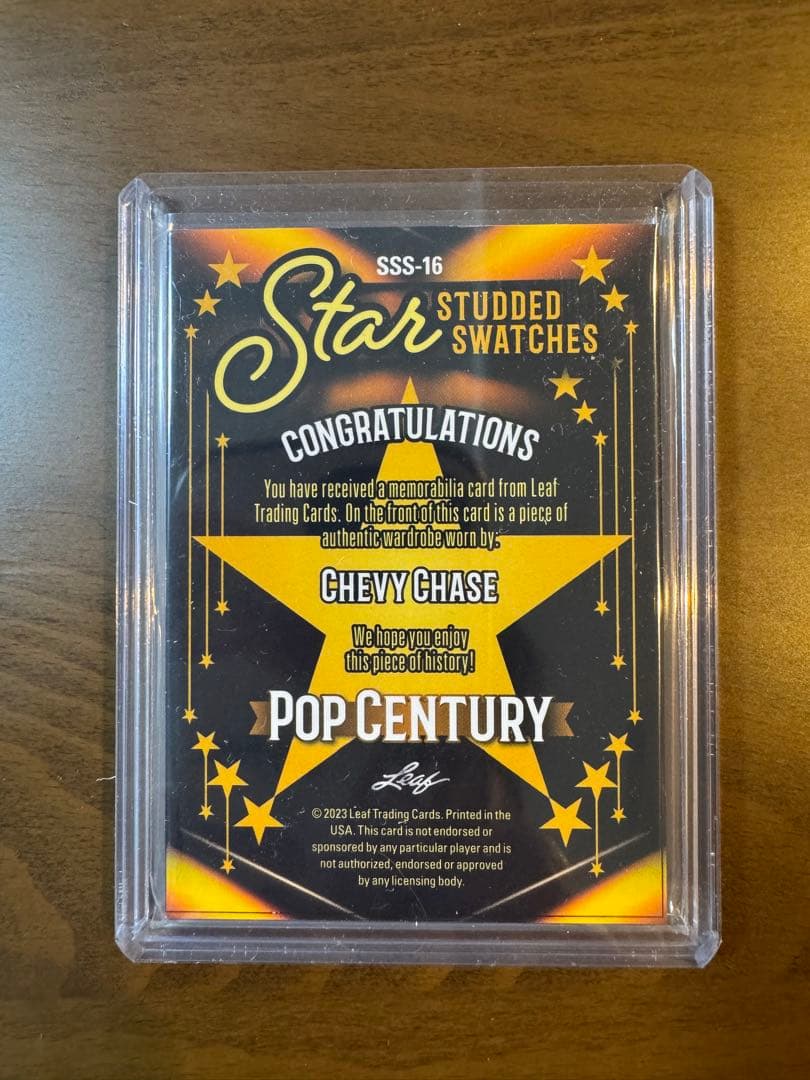 SSS-16
Star STUDDED
SWATCHES
CONGRATULATIONS
You have received a memorabilia card from Leaf
Trading Cards. On the front of this card is a piece of
authentic wardrobe worn by:
CHEVY CHASE
We hope you enjoy
this piece of history!
POP CENTURY
Leaf
© 2023 Leaf Trading Cards. Printed in the
USA. This card is not endorsed or
sponsored by any particular player and is
not authorized, endorsed or approved
by any licensing body.